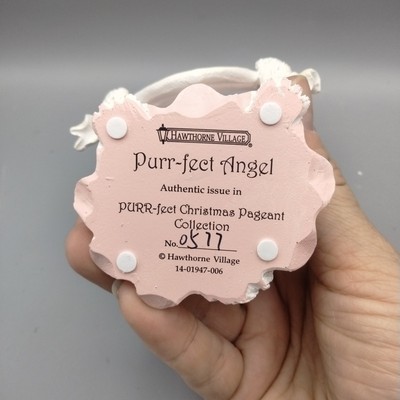 HAWTHORNE VILLAGE®
Purr-fect Angel
Authentic issue in
PURR-fect Christmas Pageant
Collection
No. 0577
© Hawthorne Village
14-01947-006